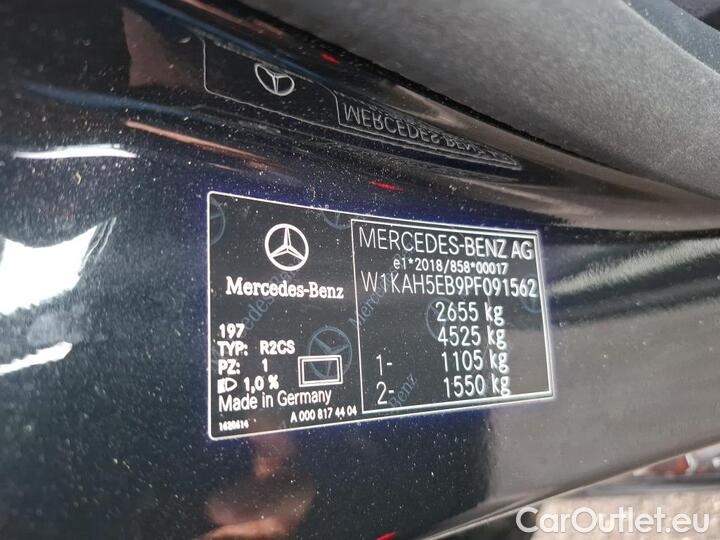 MERCEDES-BENZ
Mercedes-Benz
197
TYP: R2CS
PZ: 1
1,0 %
Made in Germany
1636614
A 000 817 44 04
MERCEDES-BENZ AG
e1*2018/858*00017
W1KAH5EB9PF091562
2655 kg
4525 kg
1- 1105 kg
2- 1550 kg
CarOutlet.eu